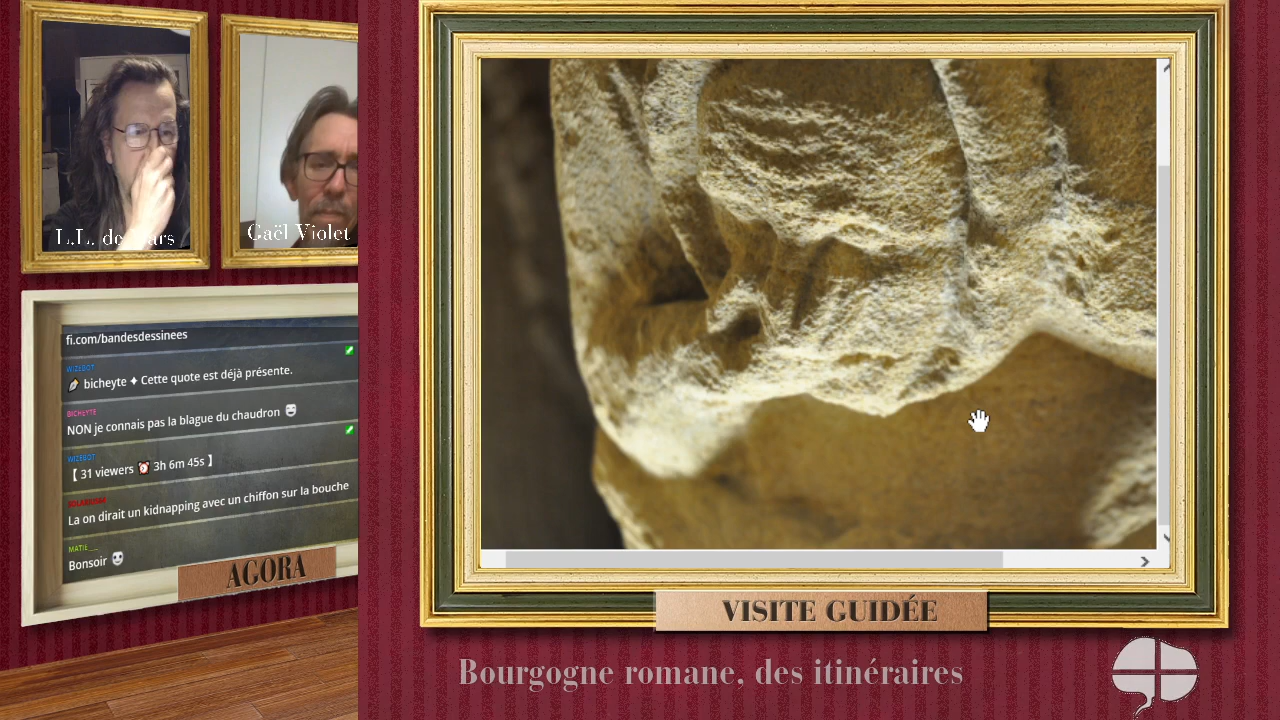 L.L. de Mars
Gaël Violet
fi.com/bandesdessinees
WIZEBOT
bicheyte ✦ Cette quote est déjà présente.
BICHEYTE
NON je connais pas la blague du chaudron
WIZEBOT
【 31 viewers ⏰ 3h 6m 45s 】
La on dirait un kidnapping avec un chiffon sur la bouche
MATIE__
Bonsoir
AGORA
VISITE GUIDÉE
Bourgogne romane, des itinéraires